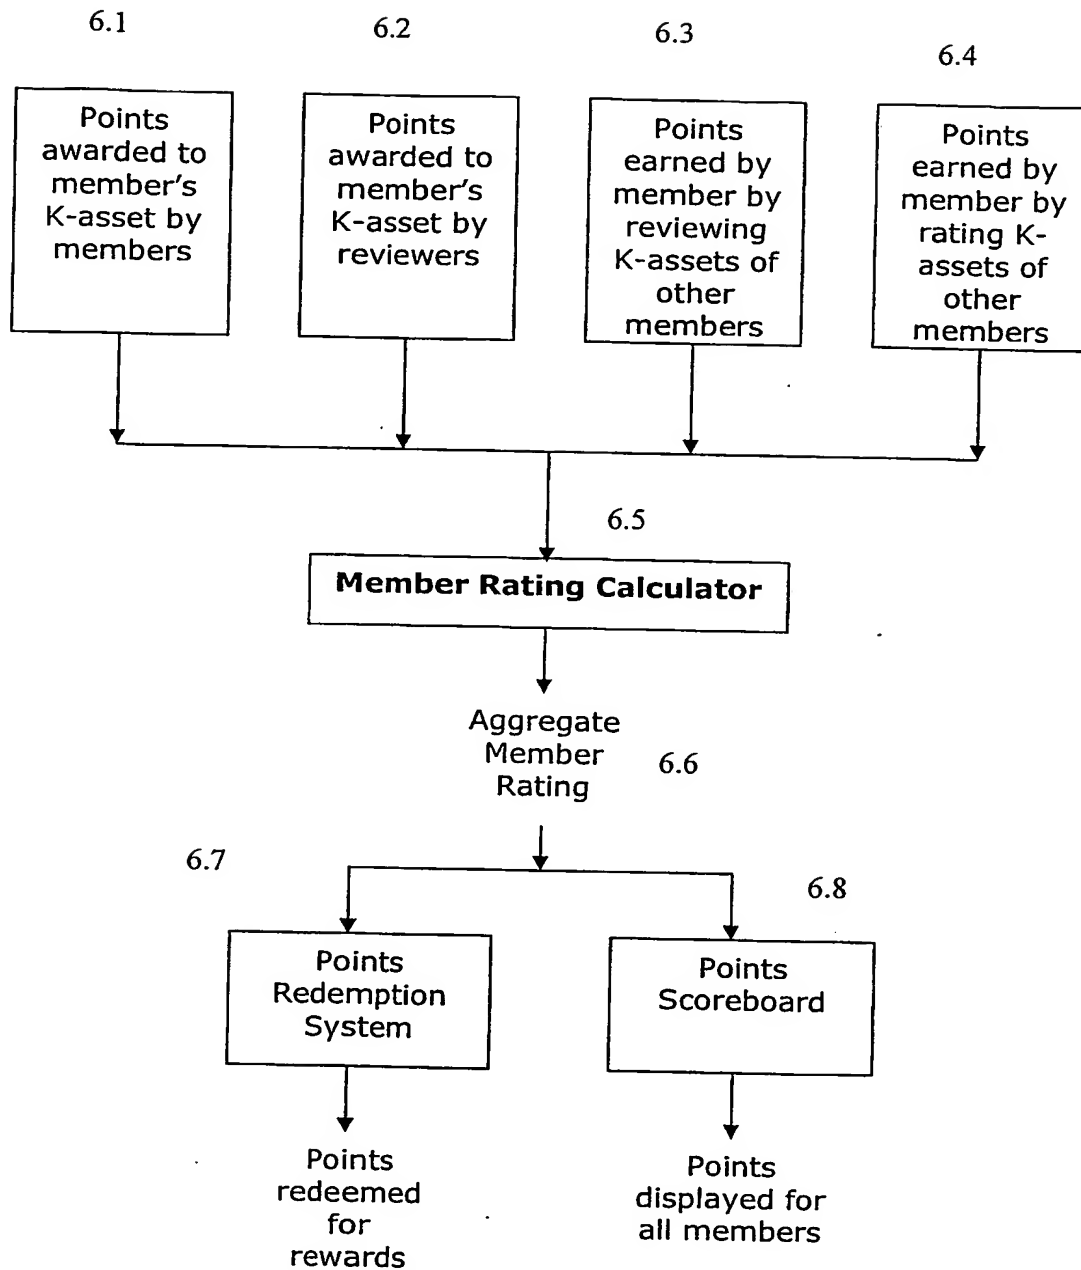 6.1
6.2
6.3
6.4
Points
awarded to
member's
K-asset by
members
Points
awarded to
member's
K-asset by
reviewers
Points
earned by
member by
reviewing
K-assets of
other
members
Points
earned by
member by
rating K-
assets of
other
members
6.5
Member Rating Calculator
Aggregate
Member
Rating
6.6
6.7
6.8
Points
Redemption
System
Points
Scoreboard
Points
redeemed
for
rewards
Points
displayed for
all members